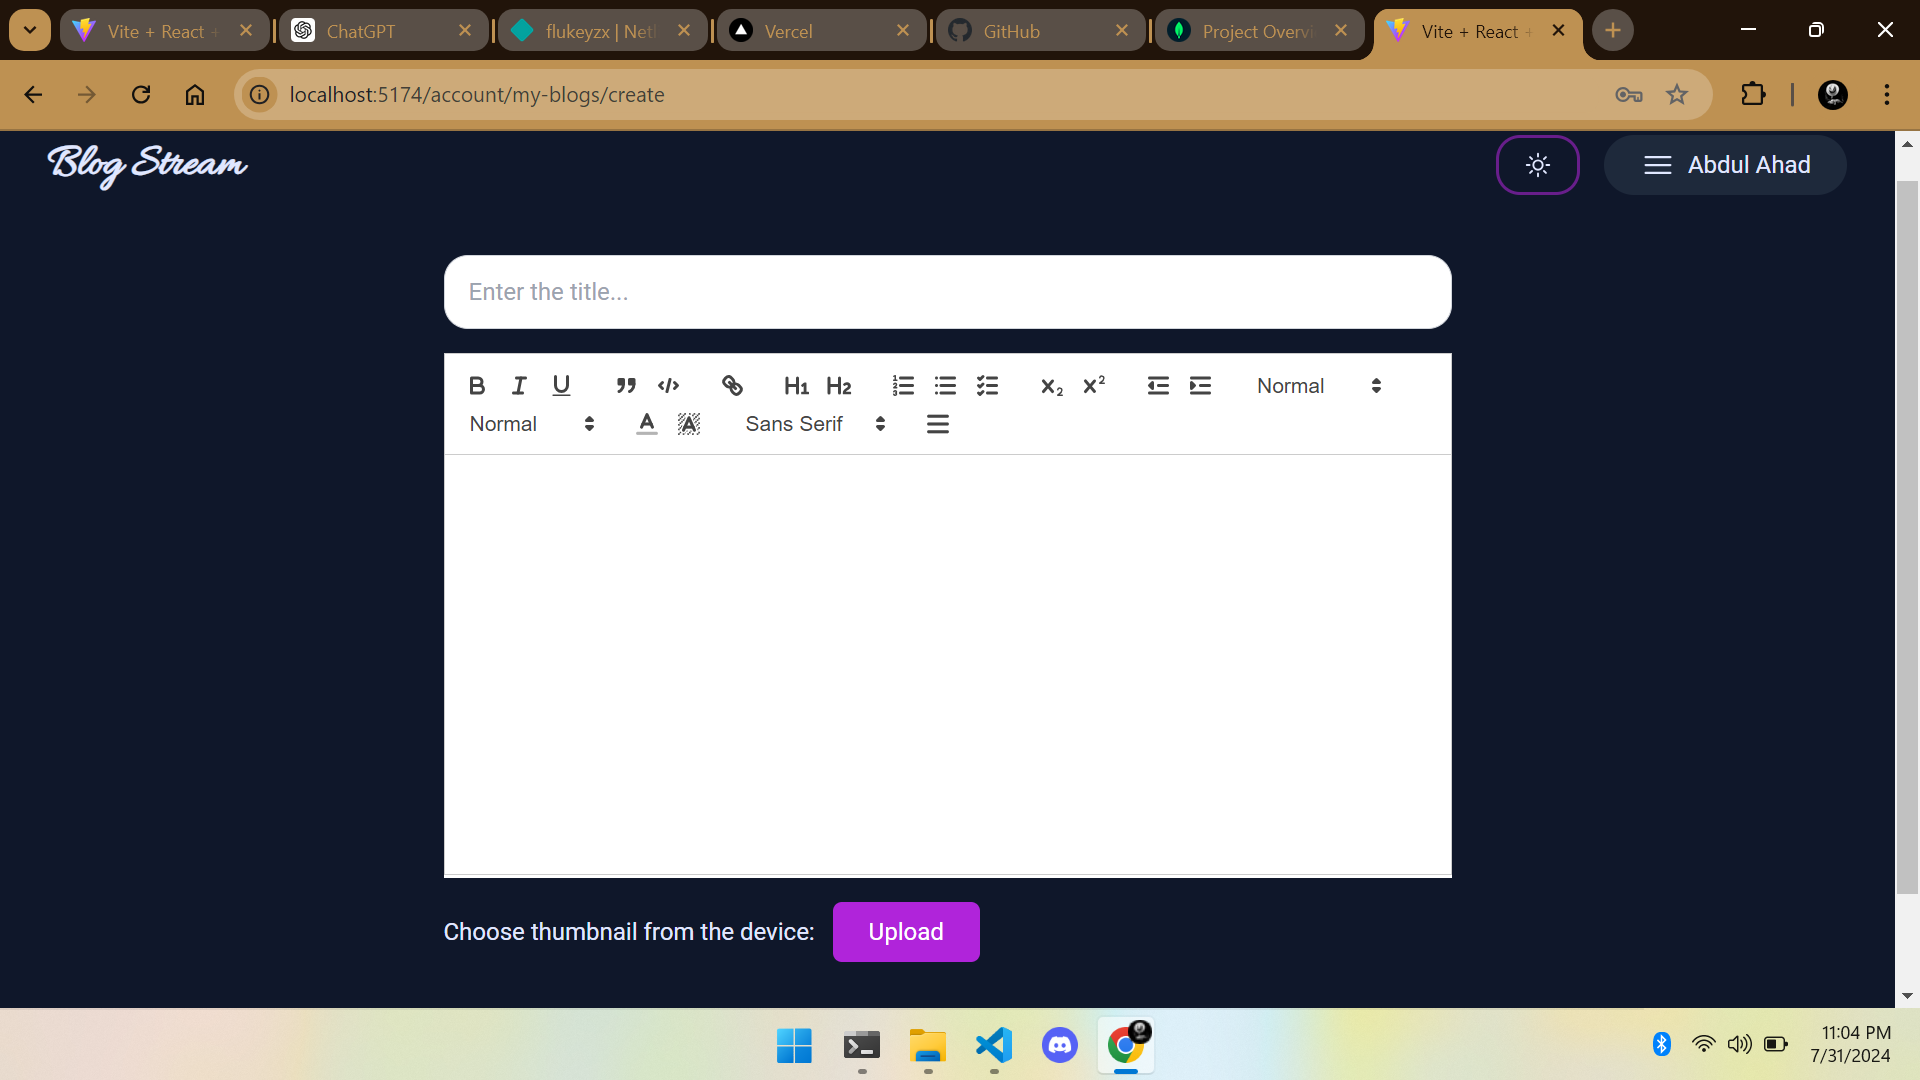 Vite + React +
ChatGPT
flukeyzx | Netl
Vercel
GitHub
Project Overvi
Vite + React +
localhost:5174/account/my-blogs/create
Blog Stream
Abdul Ahad
Enter the title...
B I U H1 H2 X2 X2 Normal
Normal A A Sans Serif
Choose thumbnail from the device: Upload
11:04 PM
7/31/2024